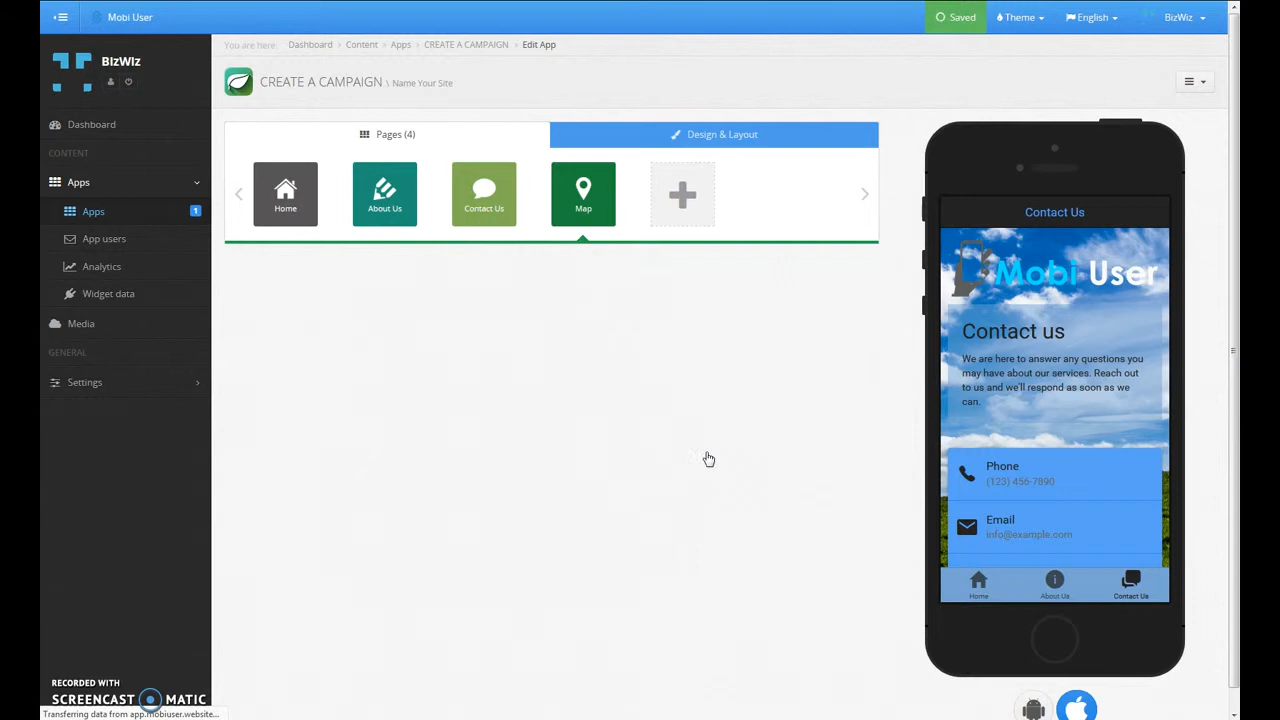 Mobi User
Saved
Theme
English
BizWiz
BizWiz
You are here:
Dashboard > Content > Apps > CREATE A CAMPAIGN > Edit App
CREATE A CAMPAIGN \ Name Your Site
Dashboard
CONTENT
Apps
Apps
1
App users
Analytics
Widget data
Media
GENERAL
Settings
Pages (4)
Design & Layout
Home
About Us
Contact Us
Map
Contact Us
Mobi User
Contact us
We are here to answer any questions you
may have about our services. Reach out
to us and we'll respond as soon as we
can.
Phone
(123) 456-7890
Email
info@example.com
Home
About Us
Contact Us
RECORDED WITH
SCREENCAST MATIC
Transferring data from app.mobiuser.website...